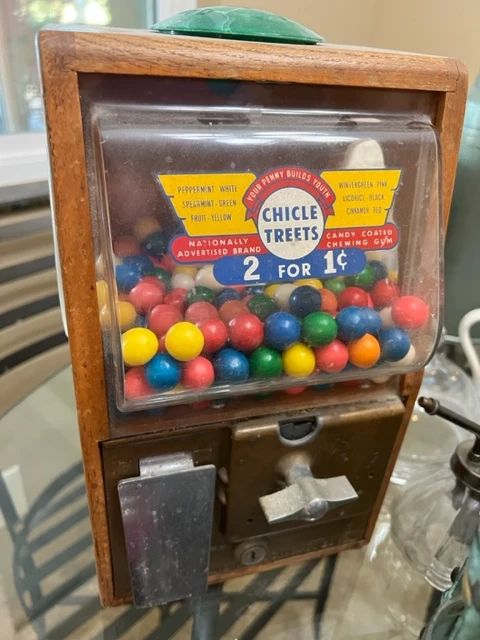 YOUR PENNY BUILDS YOUTH
PEPPERMINT-WHITE
SPEARMINT-GREEN
FRUIT-YELLOW
CHICLE
TREETS
WINTERGREEN-PINK
LICORICE-BLACK
CINNAMON-RED
NATIONALLY
ADVERTISED BRAND
CANDY COATED
CHEWING GUM
2 FOR 1¢